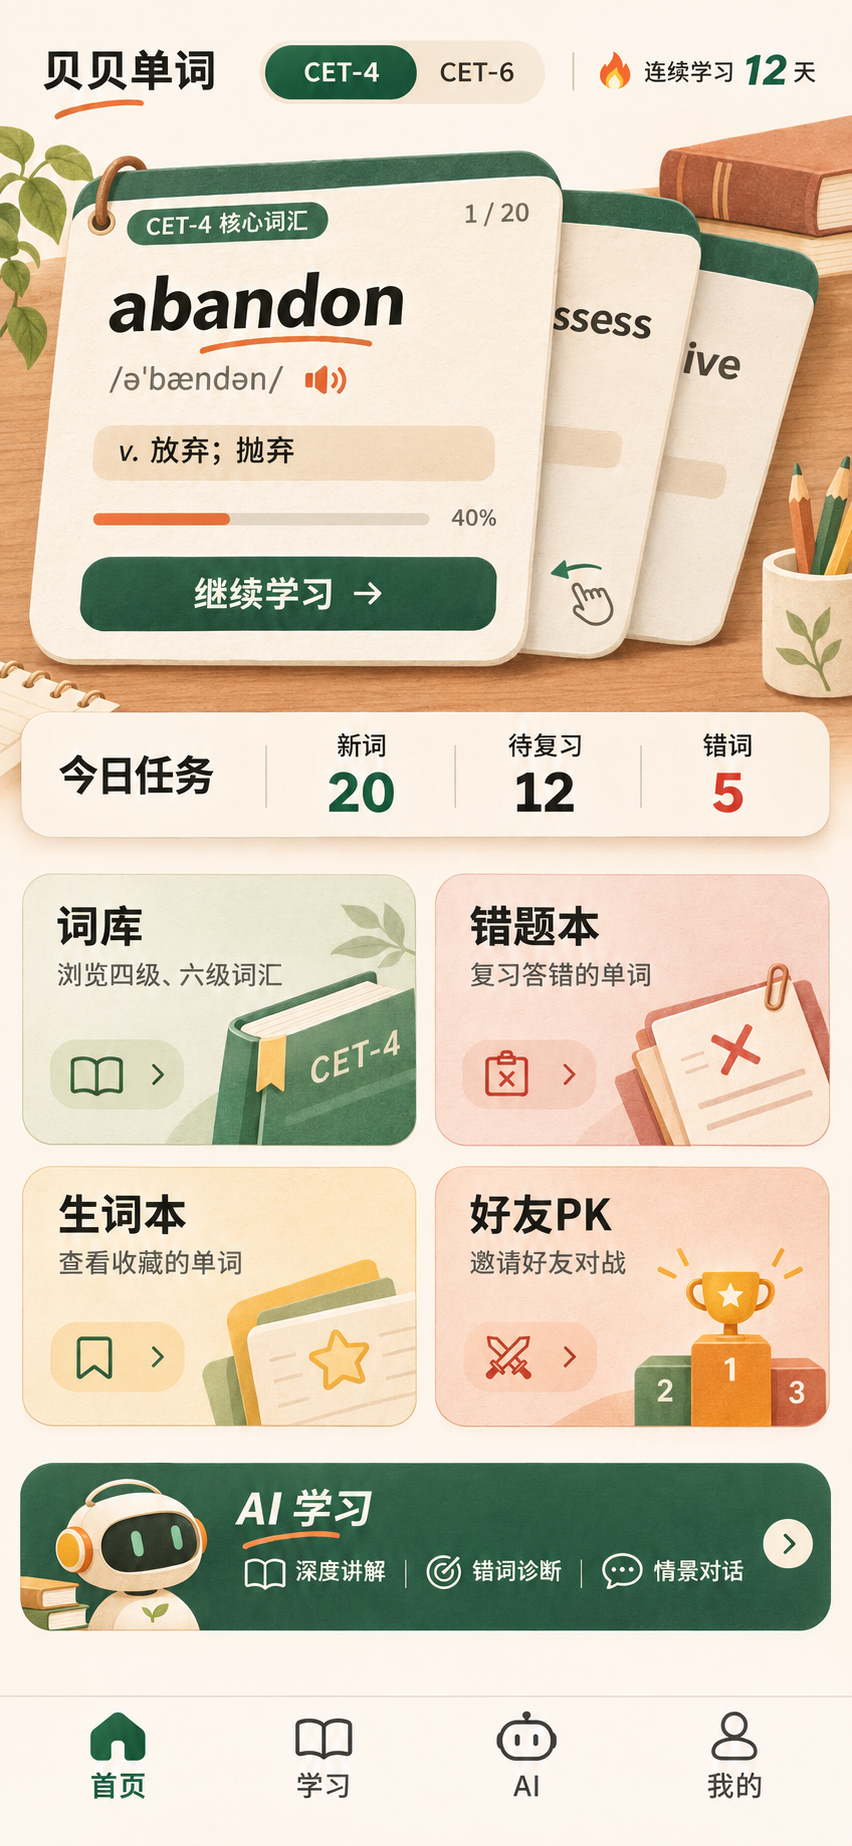 贝贝单词
CET-4
CET-6
连续学习 12 天
CET-4 核心词汇
1 / 20
abandon
/ə'bændən/
v. 放弃；抛弃
40%
继续学习 →
ssess
ive
今日任务
新词
20
待复习
12
错词
5
词库
浏览四级、六级词汇
CET-4
错题本
复习答错的单词
生词本
查看收藏的单词
好友PK
邀请好友对战
2
1
3
AI 学习
深度讲解
错词诊断
情景对话
首页
学习
AI
我的